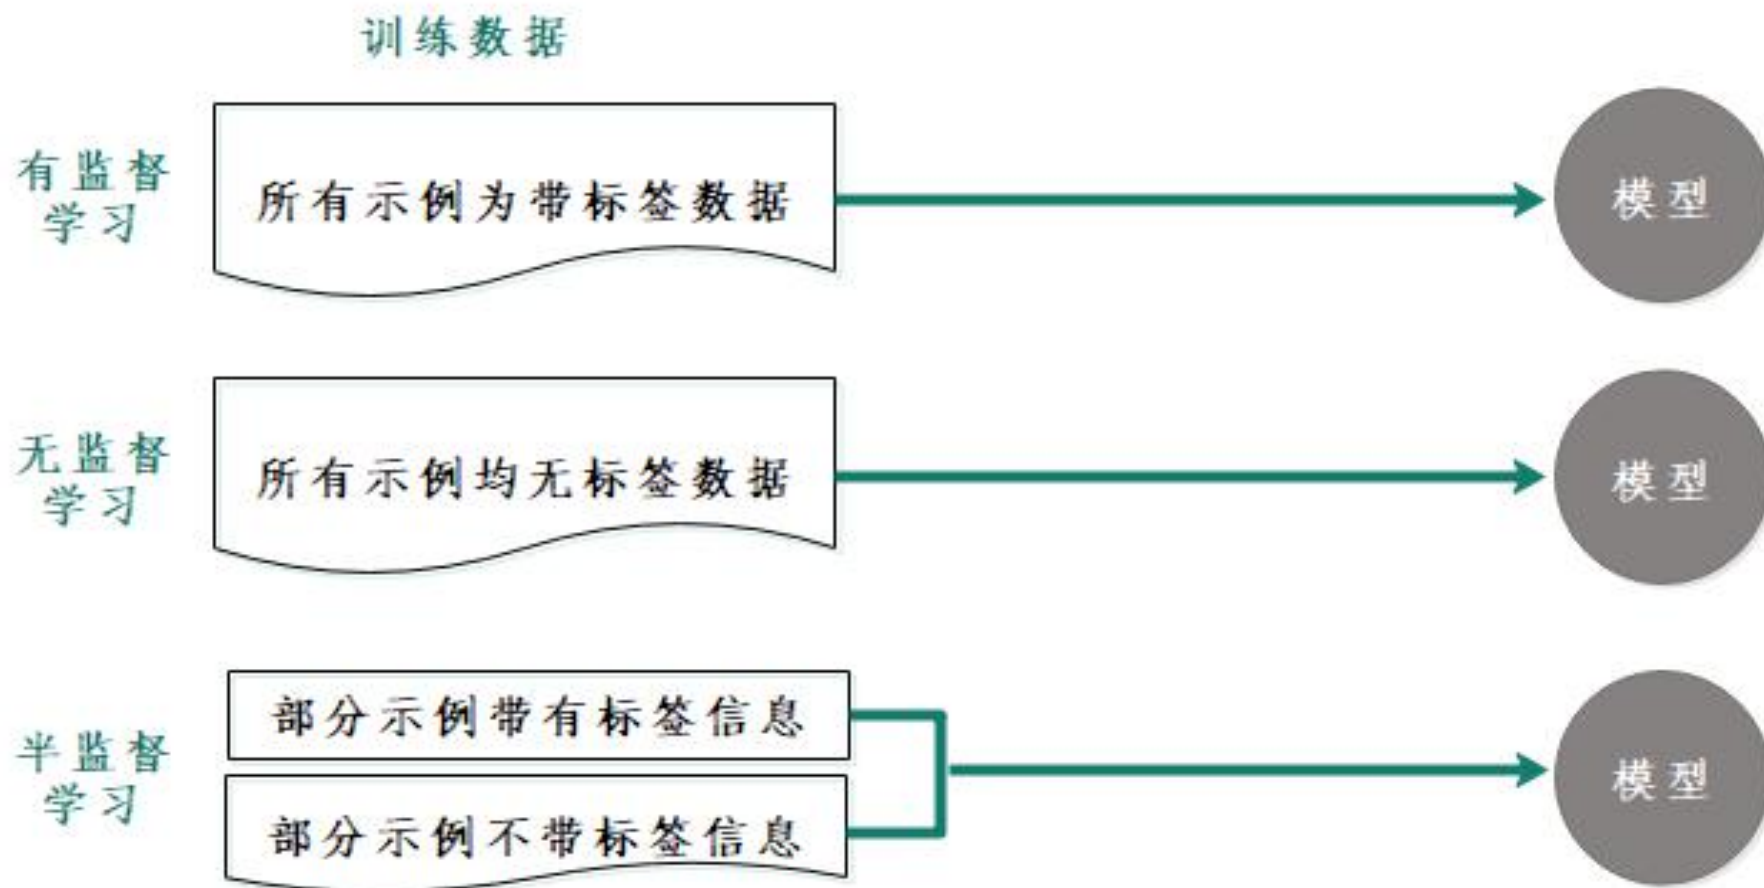 训练数据
有监督
学习
所有示例为带标签数据
模型
无监督
学习
所有示例均无标签数据
模型
半监督
学习
部分示例带有标签信息
部分示例不带标签信息
模型